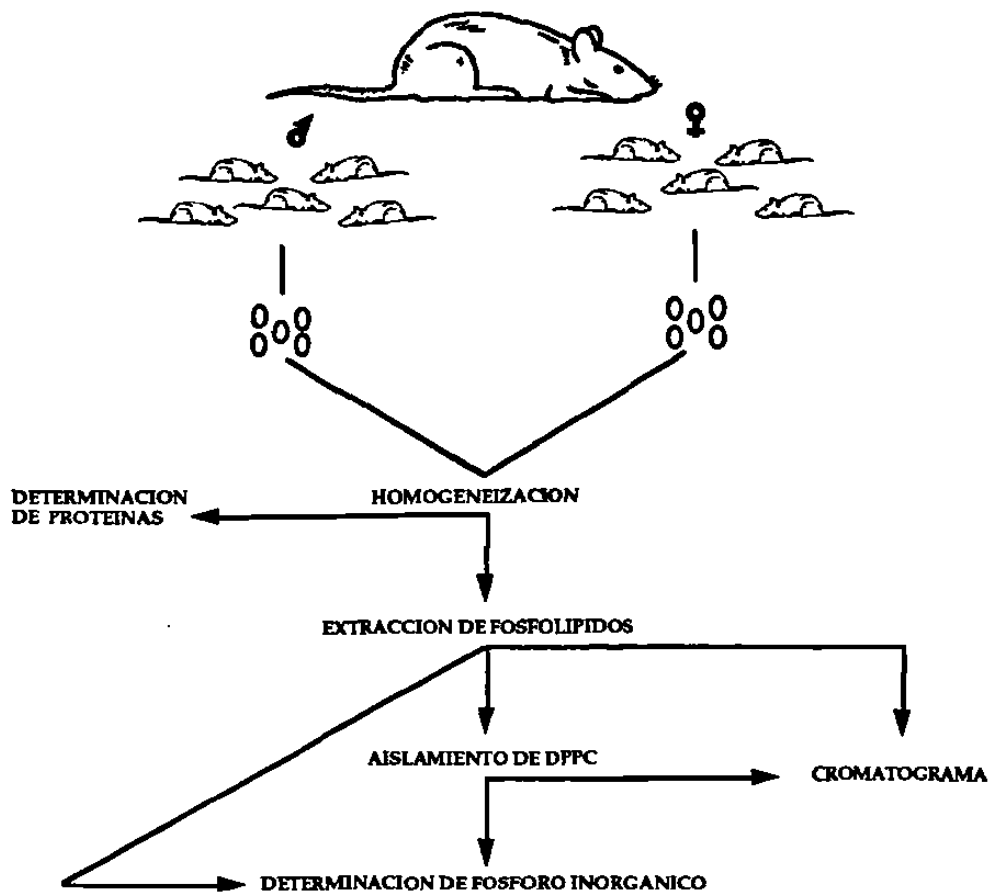 ♂
♀
DETERMINACION
DE PROTEINAS
HOMOGENEIZACION
EXTRACCION DE FOSFOLIPIDOS
AISLAMIENTO DE DPPC
CROMATOGRAMA
DETERMINACION DE FOSFORO INORGANICO